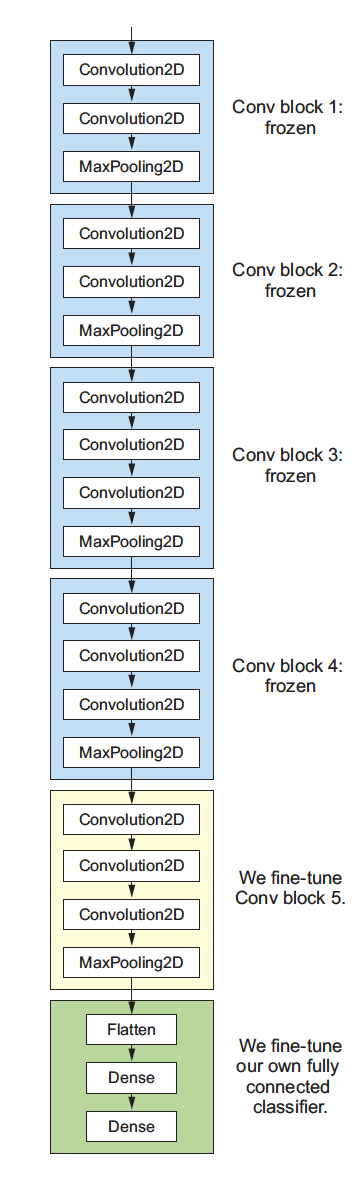 Convolution2D
Convolution2D
MaxPooling2D
Conv block 1:
frozen
Convolution2D
Convolution2D
MaxPooling2D
Conv block 2:
frozen
Convolution2D
Convolution2D
Convolution2D
MaxPooling2D
Conv block 3:
frozen
Convolution2D
Convolution2D
Convolution2D
MaxPooling2D
Conv block 4:
frozen
Convolution2D
Convolution2D
Convolution2D
MaxPooling2D
We fine-tune
Conv block 5.
Flatten
Dense
Dense
We fine-tune
our own fully
connected
classifier.